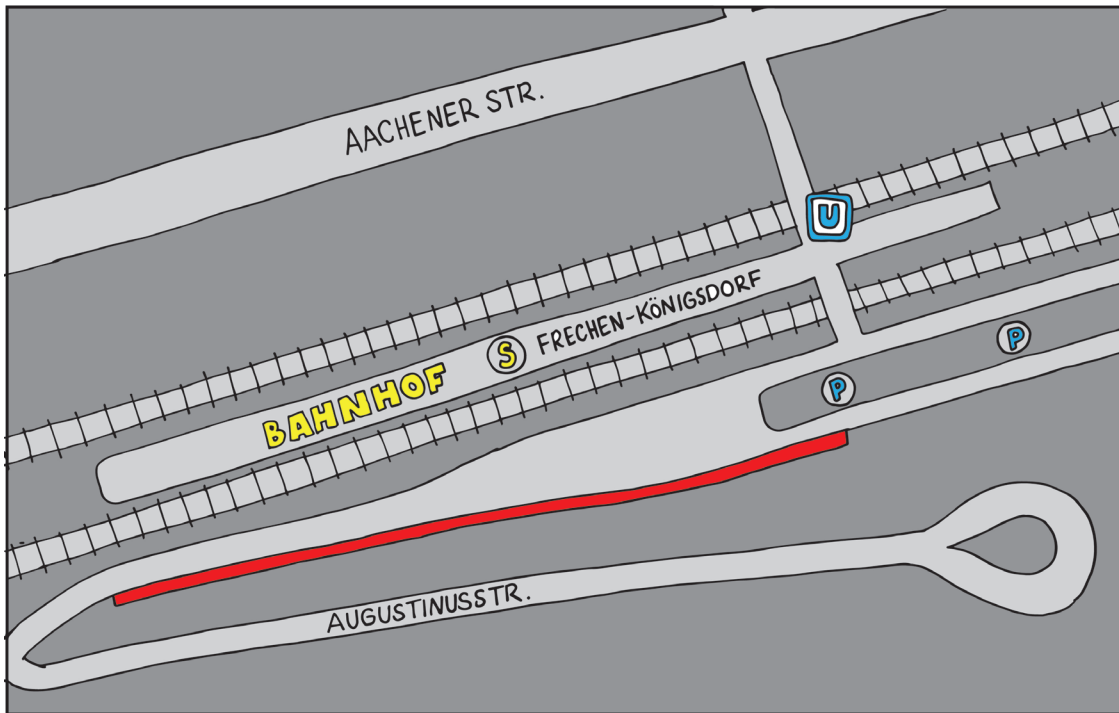 AACHENER STR.
U
FRECHEN-KÖNIGSDORF
S
BAHNHOF
P
P
AUGUSTINUSSTR.